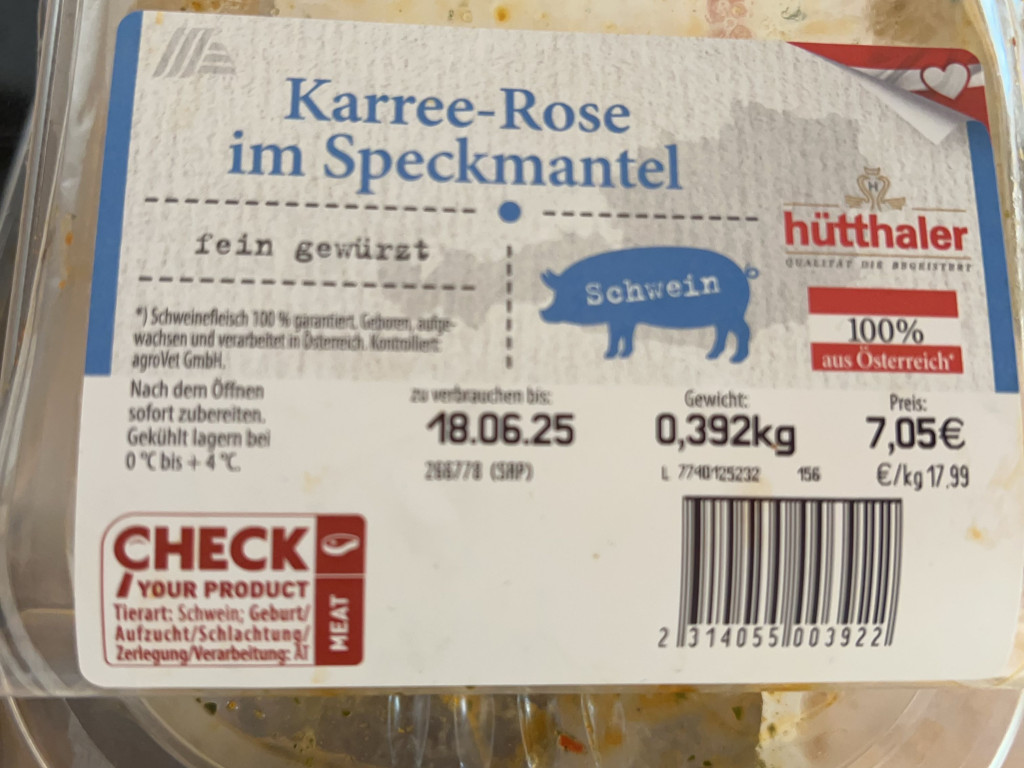 Karree-Rose
im Speckmantel
fein gewürzt
Schwein
H
hütthaler
QUALITÄT DIE BEGEISTERT
100%
aus Österreich*
*) Schweinefleisch 100 % garantiert. Geboren, aufge-
wachsen und verarbeitet in Österreich. Kontrolliert:
agroVet GmbH.
Nach dem Öffnen
sofort zubereiten.
Gekühlt lagern bei
0 °C bis + 4 °C.
zu verbrauchen bis:
18.06.25
266778 (SAP)
Gewicht:
0,392kg
L 7740125232 156
Preis:
7,05€
€/kg 17.99
CHECK
YOUR PRODUCT
Tierart: Schwein; Geburt/
Aufzucht/Schlachtung/
Zerlegung/Verarbeitung: AT
MEAT
2 314055 003922